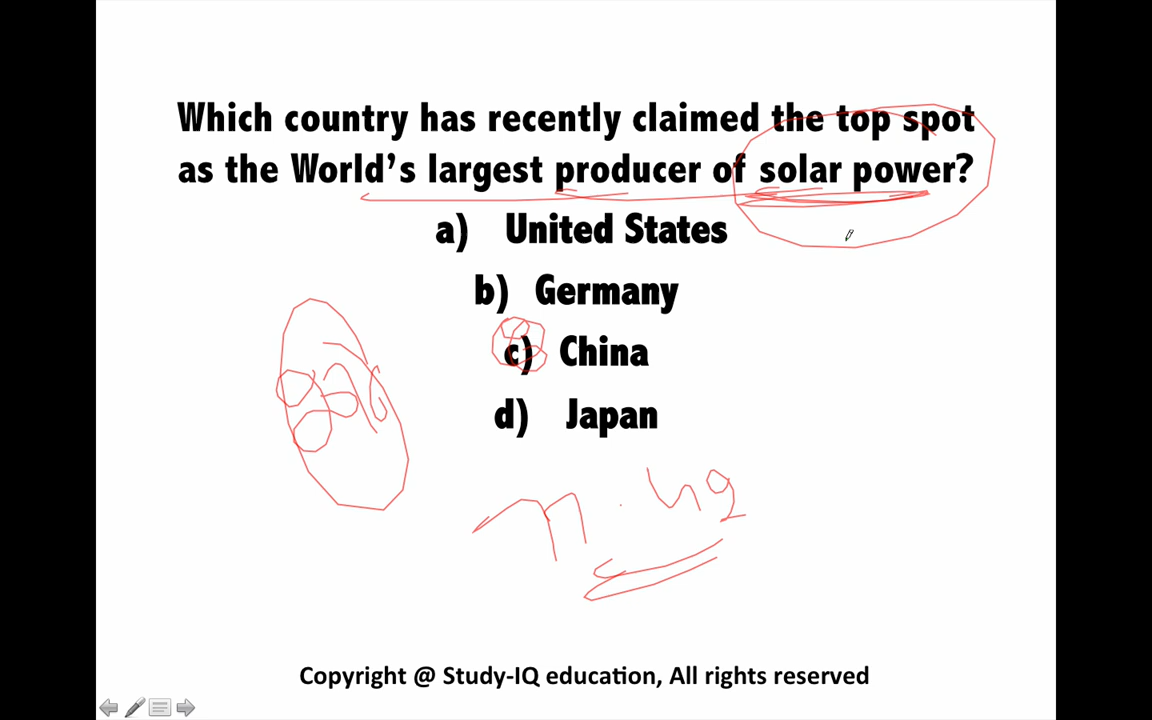 Which country has recently claimed the top spot
as the World's largest producer of solar power?
a) United States
b) Germany
c) China
d) Japan
Copyright @ Study-IQ education, All rights reserved